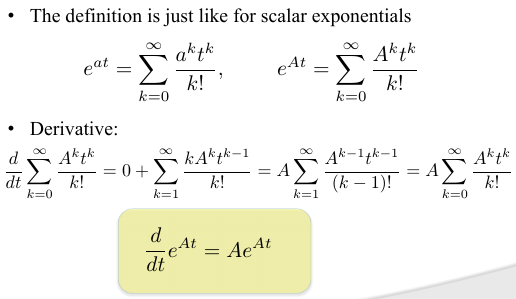 • The definition is just like for scalar exponentials
$e^{at} = \sum_{k=0}^{\infty} \frac{a^k t^k}{k!}, \qquad e^{At} = \sum_{k=0}^{\infty} \frac{A^k t^k}{k!}$
• Derivative:
$\frac{d}{dt} \sum_{k=0}^{\infty} \frac{A^k t^k}{k!} = 0 + \sum_{k=1}^{\infty} \frac{k A^k t^{k-1}}{k!} = A \sum_{k=1}^{\infty} \frac{A^{k-1} t^{k-1}}{(k-1)!} = A \sum_{k=0}^{\infty} \frac{A^k t^k}{k!}$
$\frac{d}{dt} e^{At} = A e^{At}$